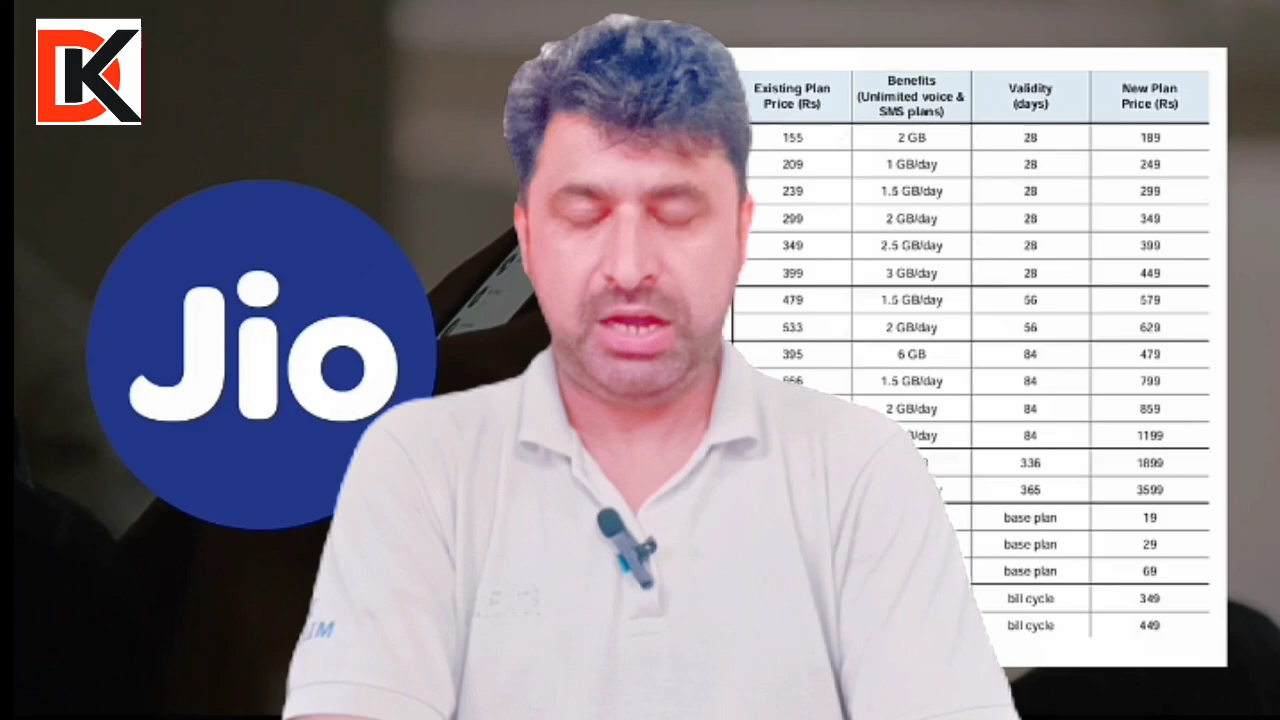 DK
Jio
Existing Plan Price (Rs) Benefits (Unlimited voice & SMS plans) Validity (days) New Plan Price (Rs)
155 2 GB 28 189
209 1 GB/day 28 249
239 1.5 GB/day 28 299
299 2 GB/day 28 349
349 2.5 GB/day 28 399
399 3 GB/day 28 449
479 1.5 GB/day 56 579
533 2 GB/day 56 629
395 6 GB 84 479
1.5 GB/day 84 799
2 GB/day 84 859
/day 84 1199
336 1899
365 3599
base plan 19
base plan 29
base plan 69
bill cycle 349
bill cycle 449